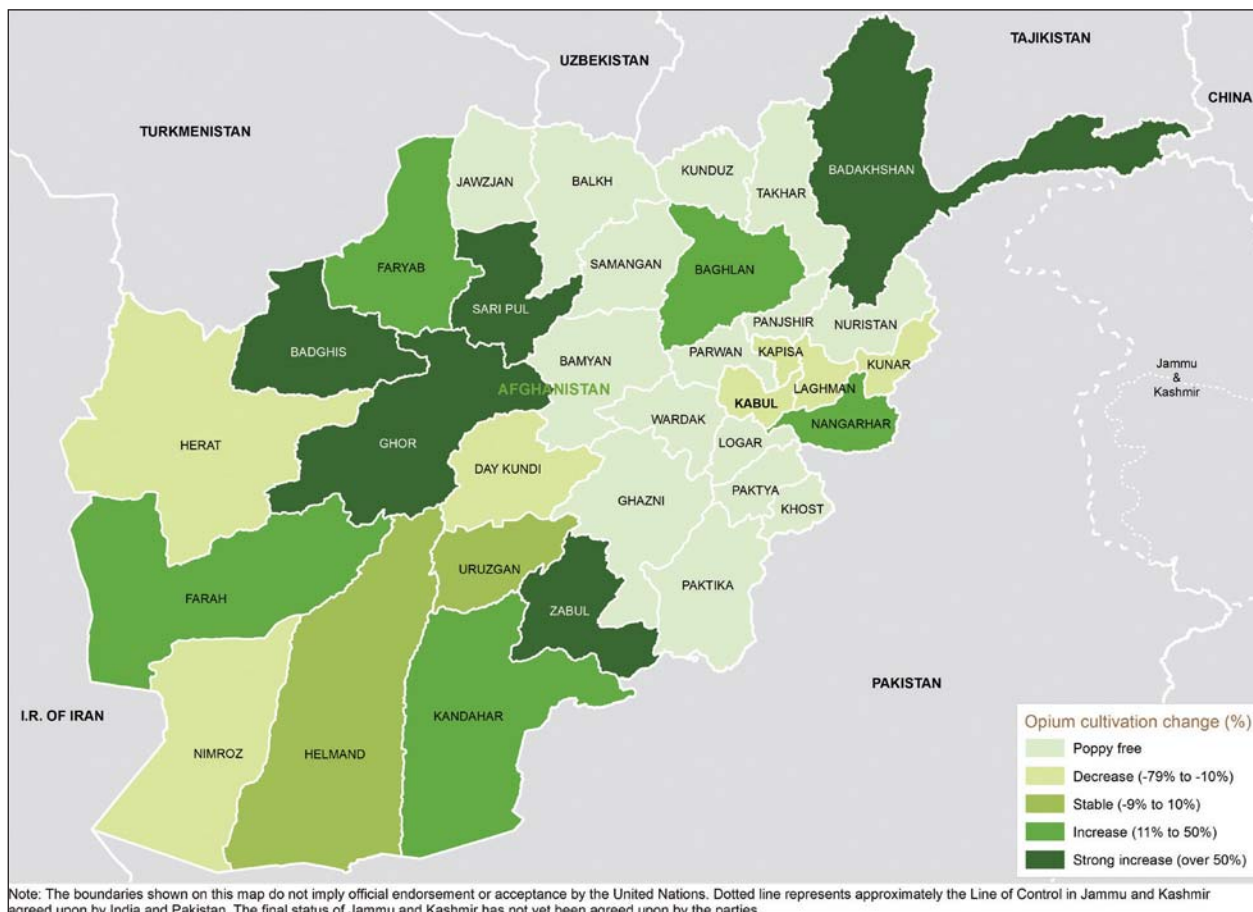 TAJIKISTAN
UZBEKISTAN
CHINA
TURKMENISTAN
BADAKHSHAN
KUNDUZ
JAWZJAN
BALKH
TAKHAR
SAMANGAN
FARYAB
BAGHLAN
SARI PUL
PANJSHIR
NURISTAN
BADGHIS
PARWAN
KAPISA
BAMYAN
KUNAR
Jammu
&
Kashmir
AFGHANISTAN
LAGHMAN
KABUL
WARDAK
NANGARHAR
HERAT
GHOR
LOGAR
DAY KUNDI
PAKTYA
GHAZNI
KHOST
URUZGAN
PAKTIKA
FARAH
ZABUL
PAKISTAN
I.R. OF IRAN
KANDAHAR
NIMROZ
HELMAND
Opium cultivation change (%)
Poppy free
Decrease (-79% to -10%)
Stable (-9% to 10%)
Increase (11% to 50%)
Strong increase (over 50%)
Note: The boundaries shown on this map do not imply official endorsement or acceptance by the United Nations. Dotted line represents approximately the Line of Control in Jammu and Kashmir
agreed upon by India and Pakistan. The final status of Jammu and Kashmir has not yet been agreed upon by the parties.